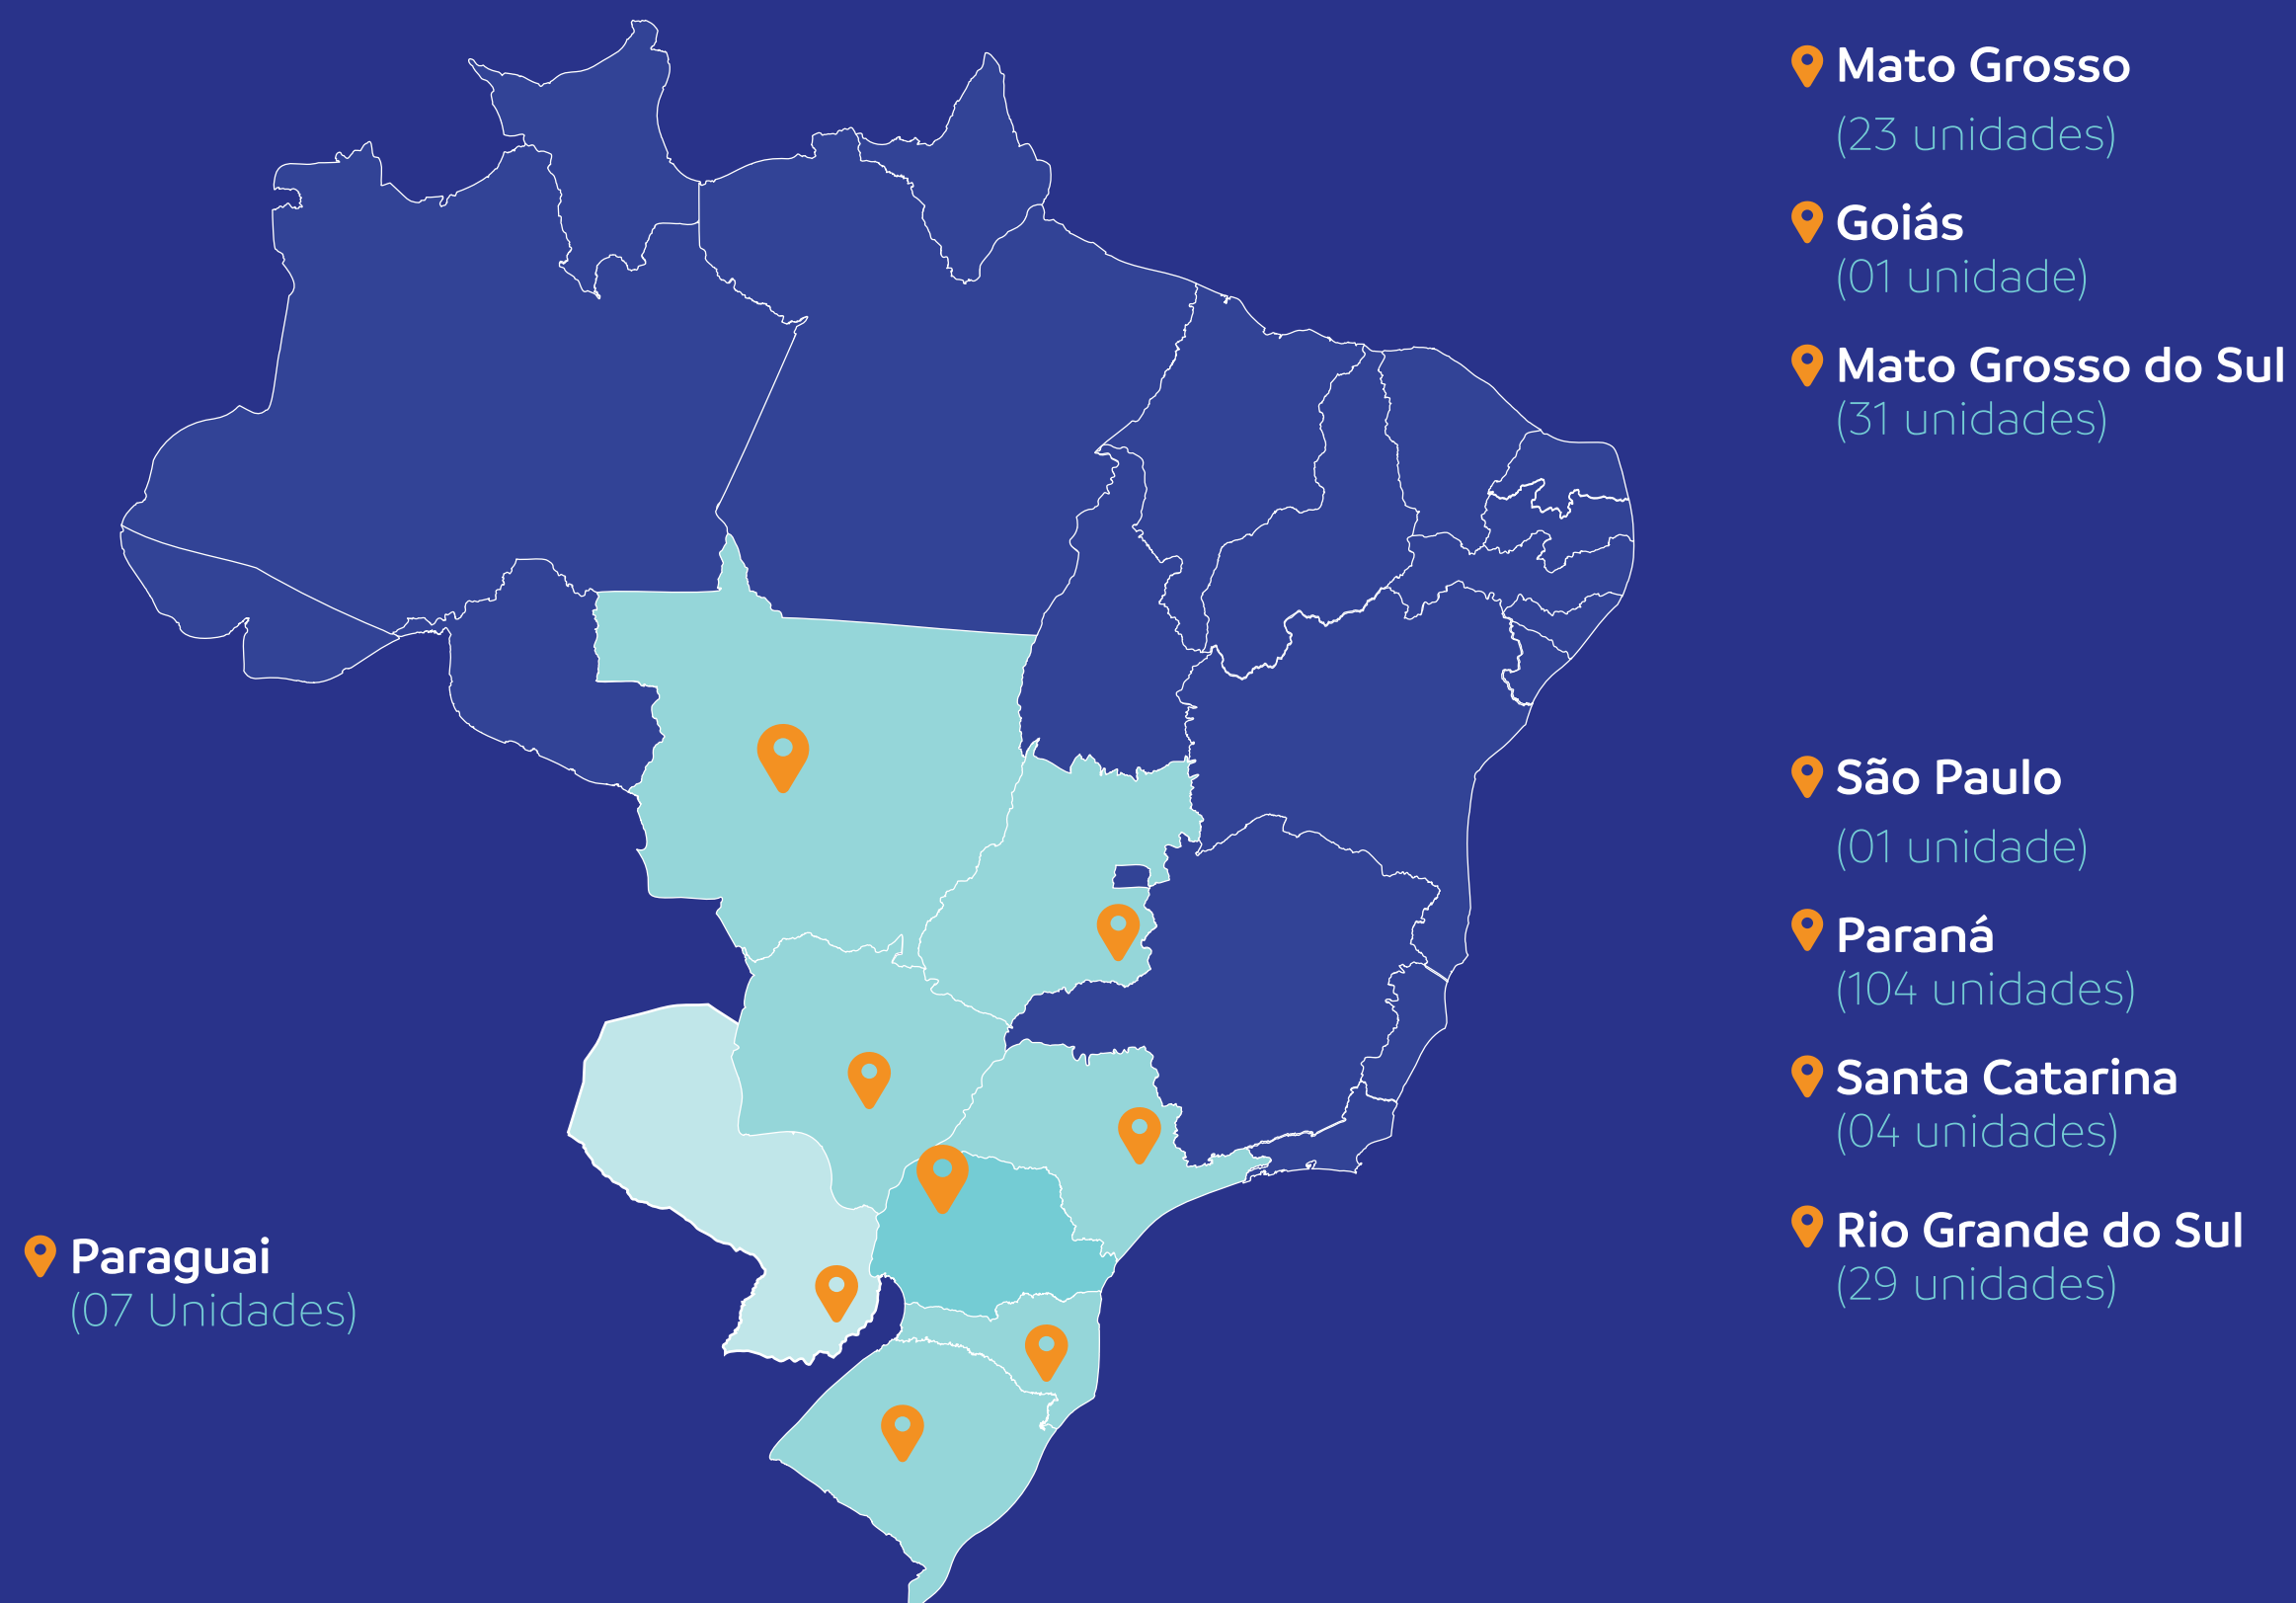 Mato Grosso
(23 unidades)
Goiás
(01 unidade)
Mato Grosso do Sul
(31 unidades)
São Paulo
(01 unidade)
Paraná
(104 unidades)
Santa Catarina
(04 unidades)
Rio Grande do Sul
(29 unidades)
Paraguai
(07 Unidades)